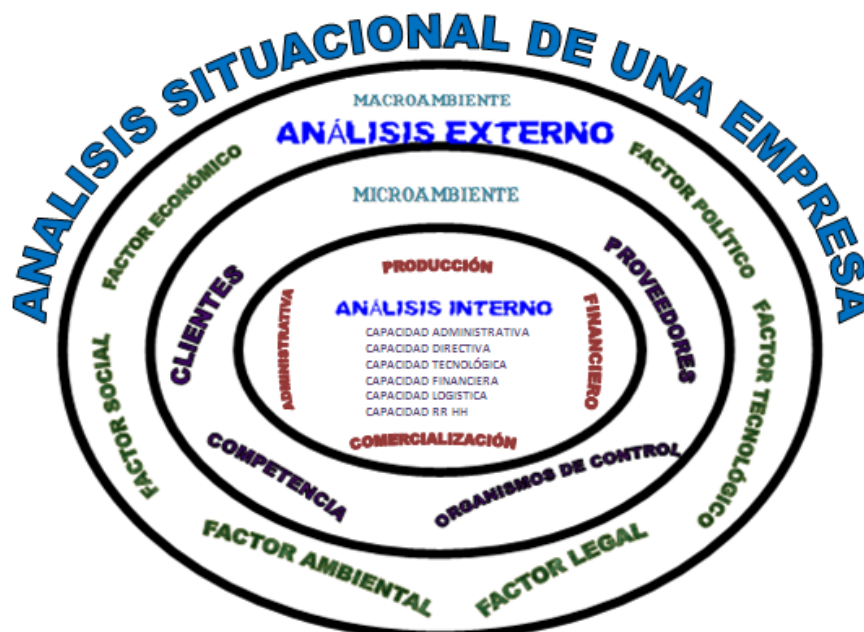 ANALISIS SITUACIONAL DE UNA EMPRESA
MACROAMBIENTE
ANÁLISIS EXTERNO
FACTOR ECONÓMICO
FACTOR POLÍTICO
MICROAMBIENTE
CLIENTES
PROVEEDORES
PRODUCCIÓN
ANÁLISIS INTERNO
ADMINISTRATIVA
FINANCIERO
CAPACIDAD ADMINISTRATIVA
CAPACIDAD DIRECTIVA
CAPACIDAD TECNOLÓGICA
CAPACIDAD FINANCIERA
CAPACIDAD LOGISTICA
CAPACIDAD RR HH
COMERCIALIZACIÓN
FACTOR SOCIAL
FACTOR TECNOLÓGICO
COMPETENCIA
ORGANISMOS DE CONTROL
FACTOR AMBIENTAL
FACTOR LEGAL